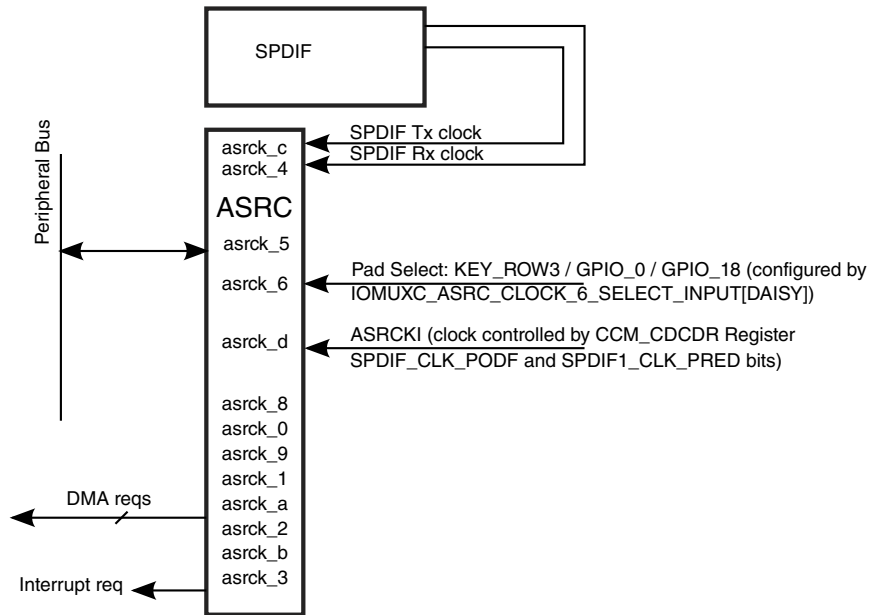 SPDIF
SPDIF Tx clock
asrck_c
SPDIF Rx clock
asrck_4
Peripheral Bus
ASRC
asrck_5
Pad Select: KEY_ROW3 / GPIO_0 / GPIO_18 (configured by
asrck_6
IOMUXC_ASRC_CLOCK_6_SELECT_INPUT[DAISY])
ASRCKI (clock controlled by CCM_CDCDR Register
asrck_d
SPDIF_CLK_PODF and SPDIF1_CLK_PRED bits)
asrck_8
asrck_0
asrck_9
asrck_1
DMA reqs
asrck_a
asrck_2
asrck_b
Interrupt req
asrck_3